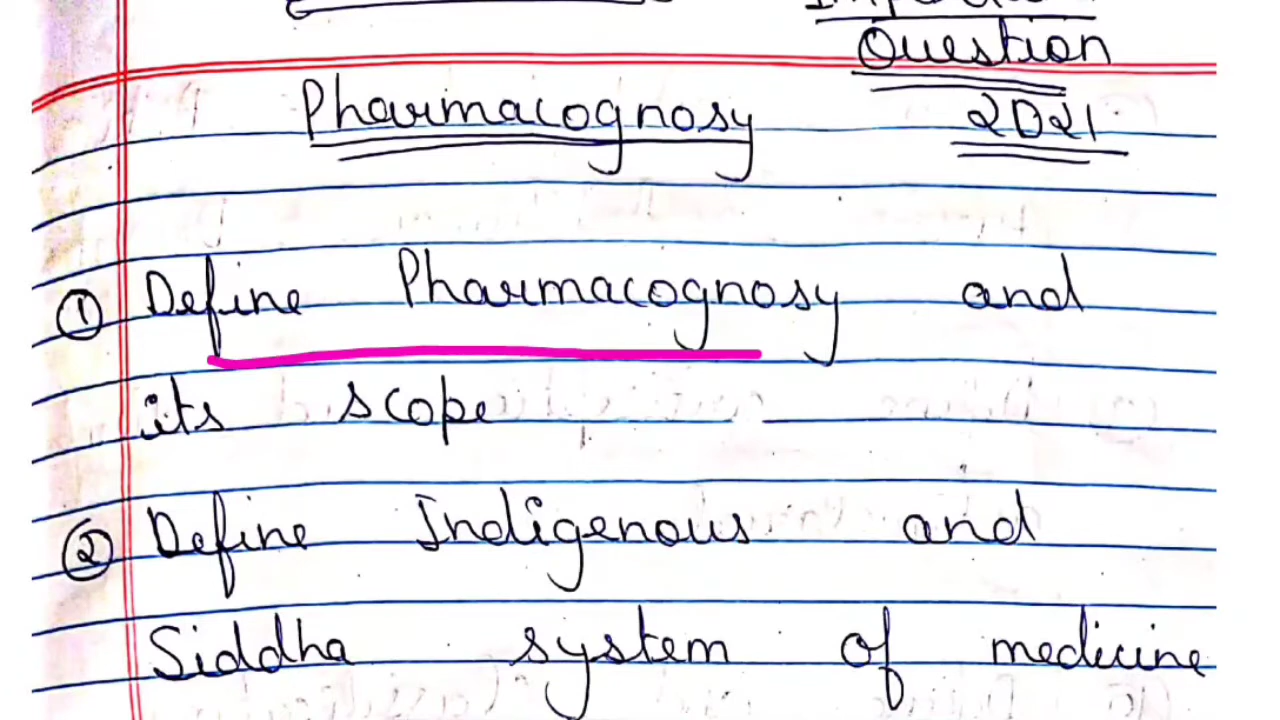 Question
Pharmacognosy 2021
① Define Pharmacognosy and
its scope
② Define Indigenous and
Siddha system of medicine